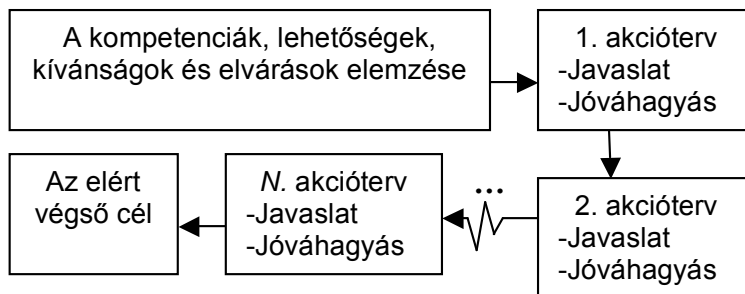 A kompetenciák, lehetőségek,
kívánságok és elvárások elemzése
1. akcióterv
-Javaslat
-Jóváhagyás
2. akcióterv
-Javaslat
-Jóváhagyás
...
N. akcióterv
-Javaslat
-Jóváhagyás
Az elért
végső cél